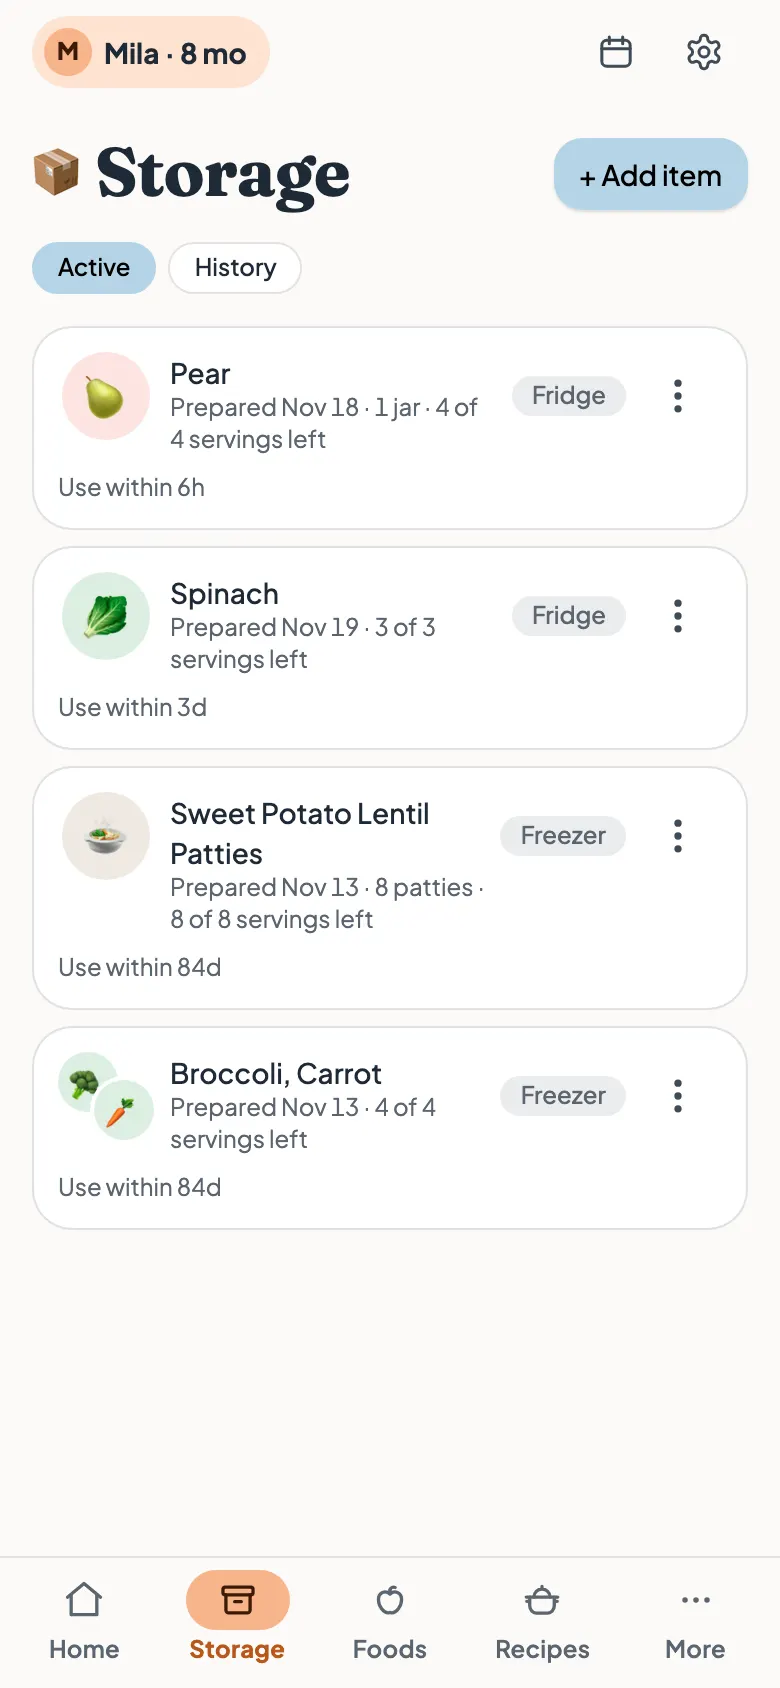 M Mila · 8 mo
Storage
+ Add item
Active
History
Pear
Prepared Nov 18 · 1 jar · 4 of
4 servings left
Fridge
Use within 6h
Spinach
Prepared Nov 19 · 3 of 3
servings left
Fridge
Use within 3d
Sweet Potato Lentil
Patties
Prepared Nov 13 · 8 patties ·
8 of 8 servings left
Freezer
Use within 84d
Broccoli, Carrot
Prepared Nov 13 · 4 of 4
servings left
Freezer
Use within 84d
Home
Storage
Foods
Recipes
More